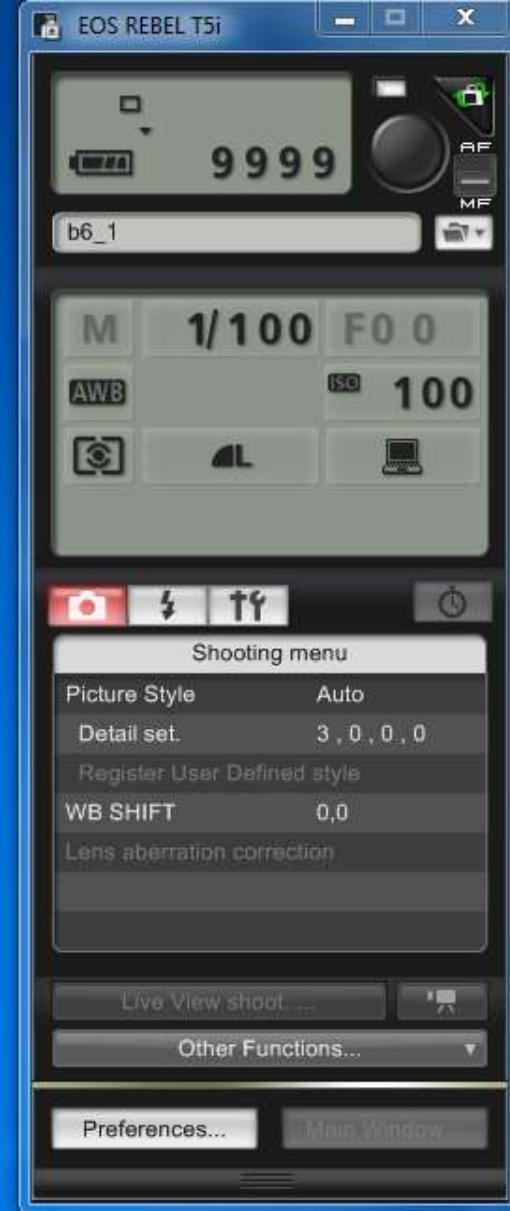 EOS REBEL T5i
9999
AF
MF
b6_1
M 1/100 F00
AWB ISO 100
L
Shooting menu
Picture Style Auto
Detail set. 3 , 0 , 0 , 0
Register User Defined style
WB SHIFT 0,0
Lens aberration correction
Live View shoot. ...
Other Functions...
Preferences... Main Window...